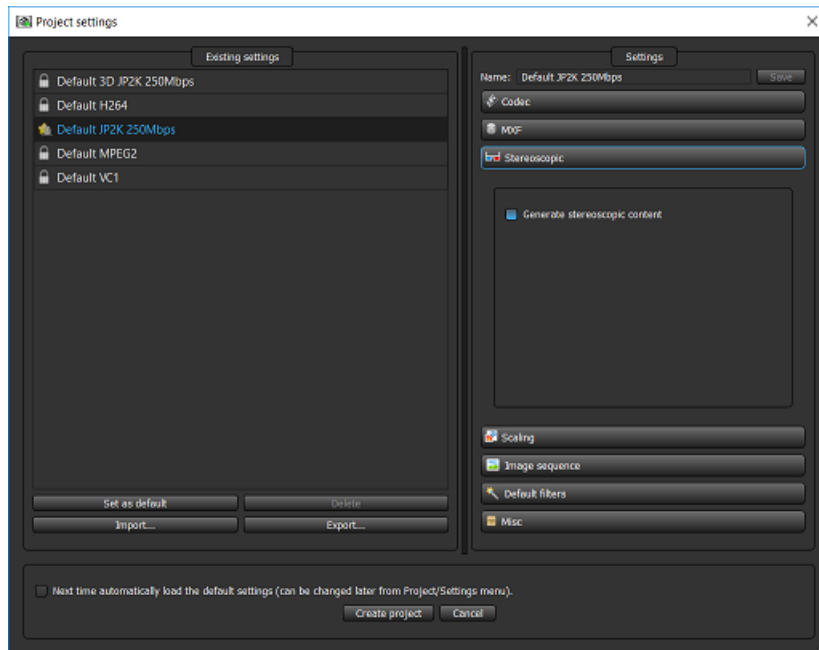 Project settings
Existing settings
Default 3D JP2K 250Mbps
Default H264
Default JP2K 250Mbps
Default MPEG2
Default VC1
Set as default
Delete
Import...
Export...
Settings
Name: Default JP2K 250Mbps
Save
Codec
MXF
Stereoscopic
Generate stereoscopic content
Scaling
Image sequence
Default filters
Misc
Next time automatically load the default settings (can be changed later from Project/Settings menu).
Create project
Cancel